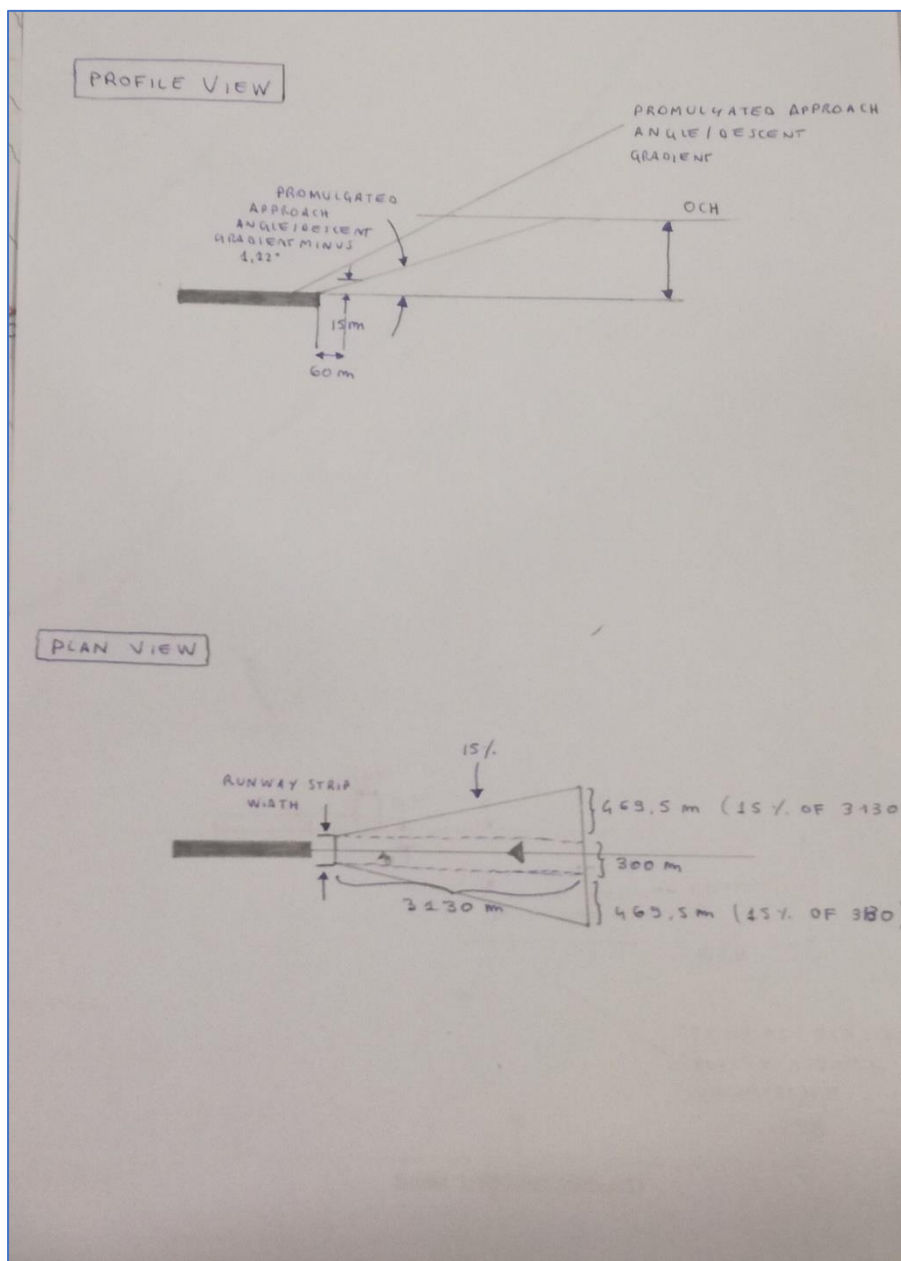 PROFILE VIEW
PROMULGATED APPROACH
ANGLE/DESCENT
GRADIENT
PROMULGATED
APPROACH
ANGLE/DESCENT
GRADIENT MINUS
1,12°
OCH
15m
60 m
PLAN VIEW
15%
RUNWAY STRIP
WIDTH
469,5 m (15% OF 3130
300 m
3130 m
469,5m (15% OF 3130)